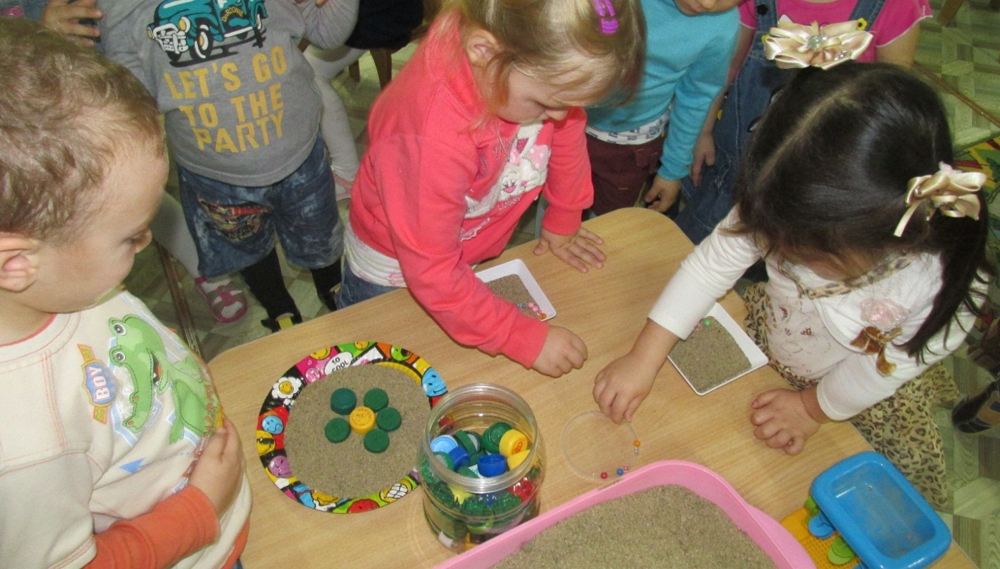 LET'S GO
TO THE
PARTY
BOY
SO
COOL